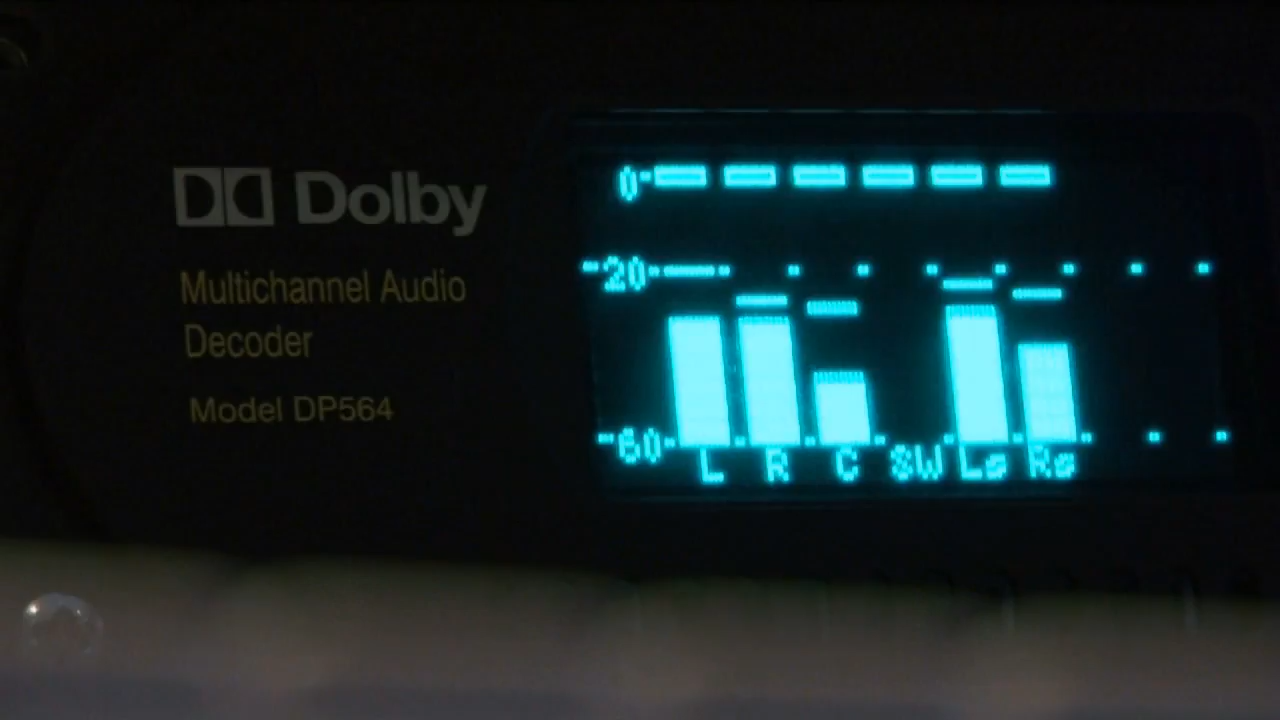 Dolby
Multichannel Audio
Decoder
Model DP564
0
-20
-60
L R C SW Ls Rs